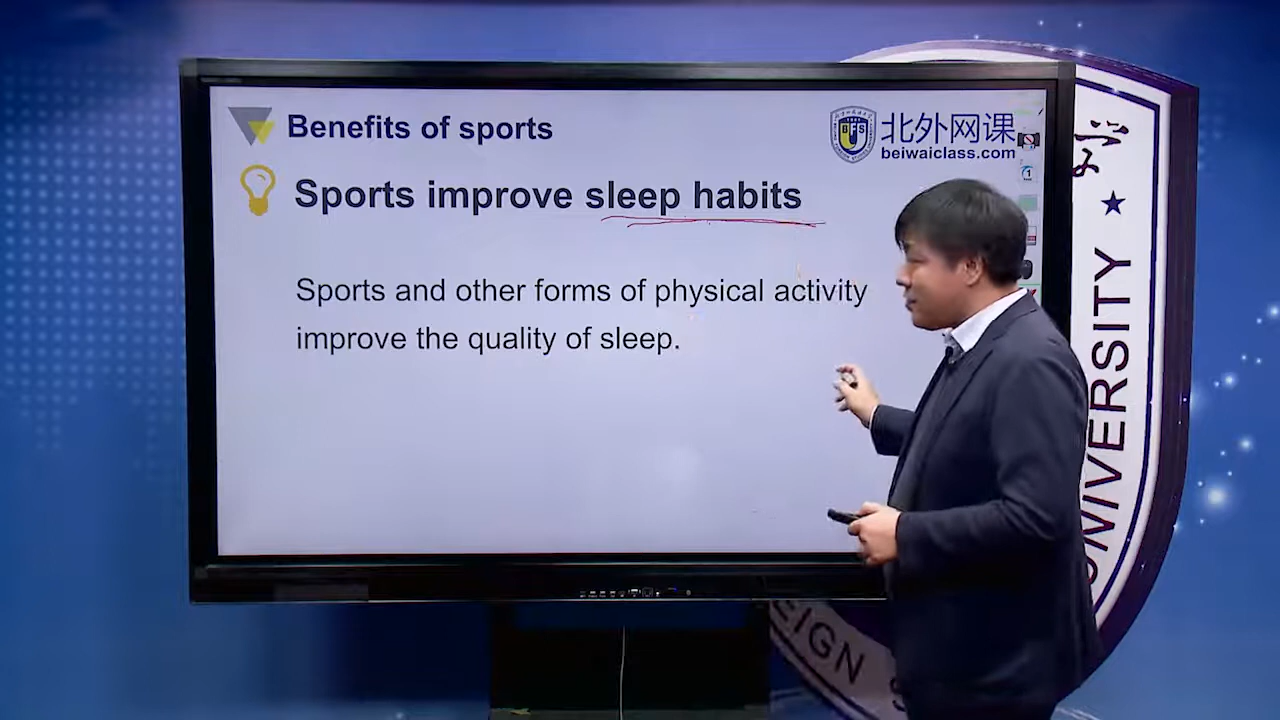 Benefits of sports
北外网课
beiwaiclass.com
Sports improve sleep habits
Sports and other forms of physical activity
improve the quality of sleep.
UNIVERSITY
EIGN S